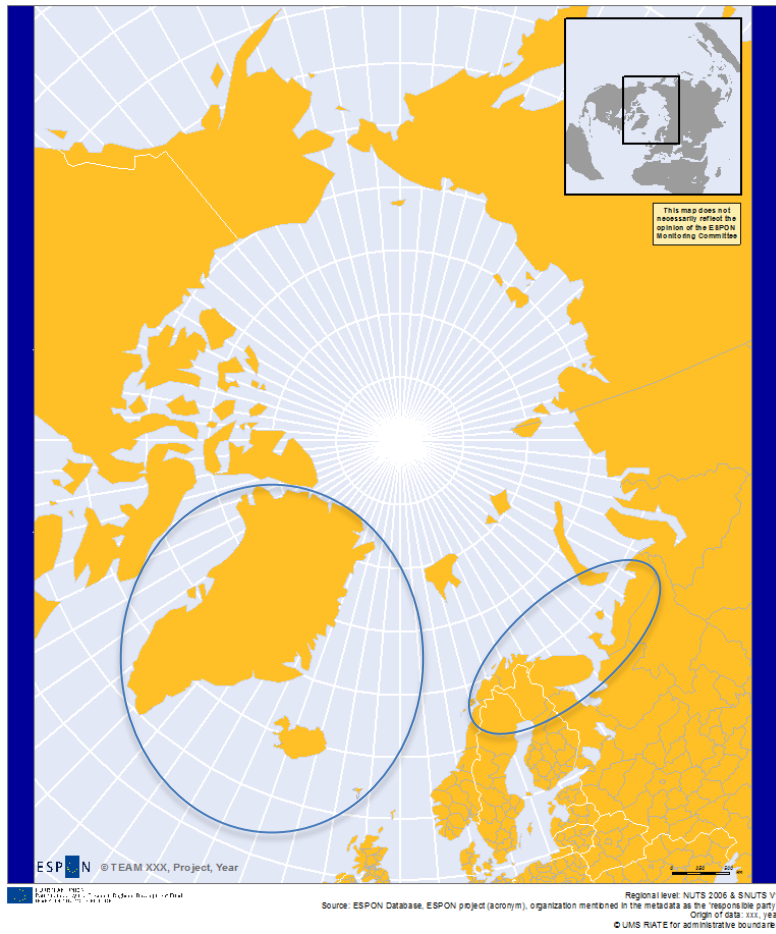 This map does not
necessarily reflect the
opinion of the ESPON
Monitoring Committee
ESPON © TEAM XXX, Project, Year
Regional level: NUTS 2006 & SNUTS V
Source: ESPON Database, ESPON project (acronym), organization mentioned in the metadata as the 'responsible party
Origin of data: xxx, yea
© UMS RIATE for administrative boundarie